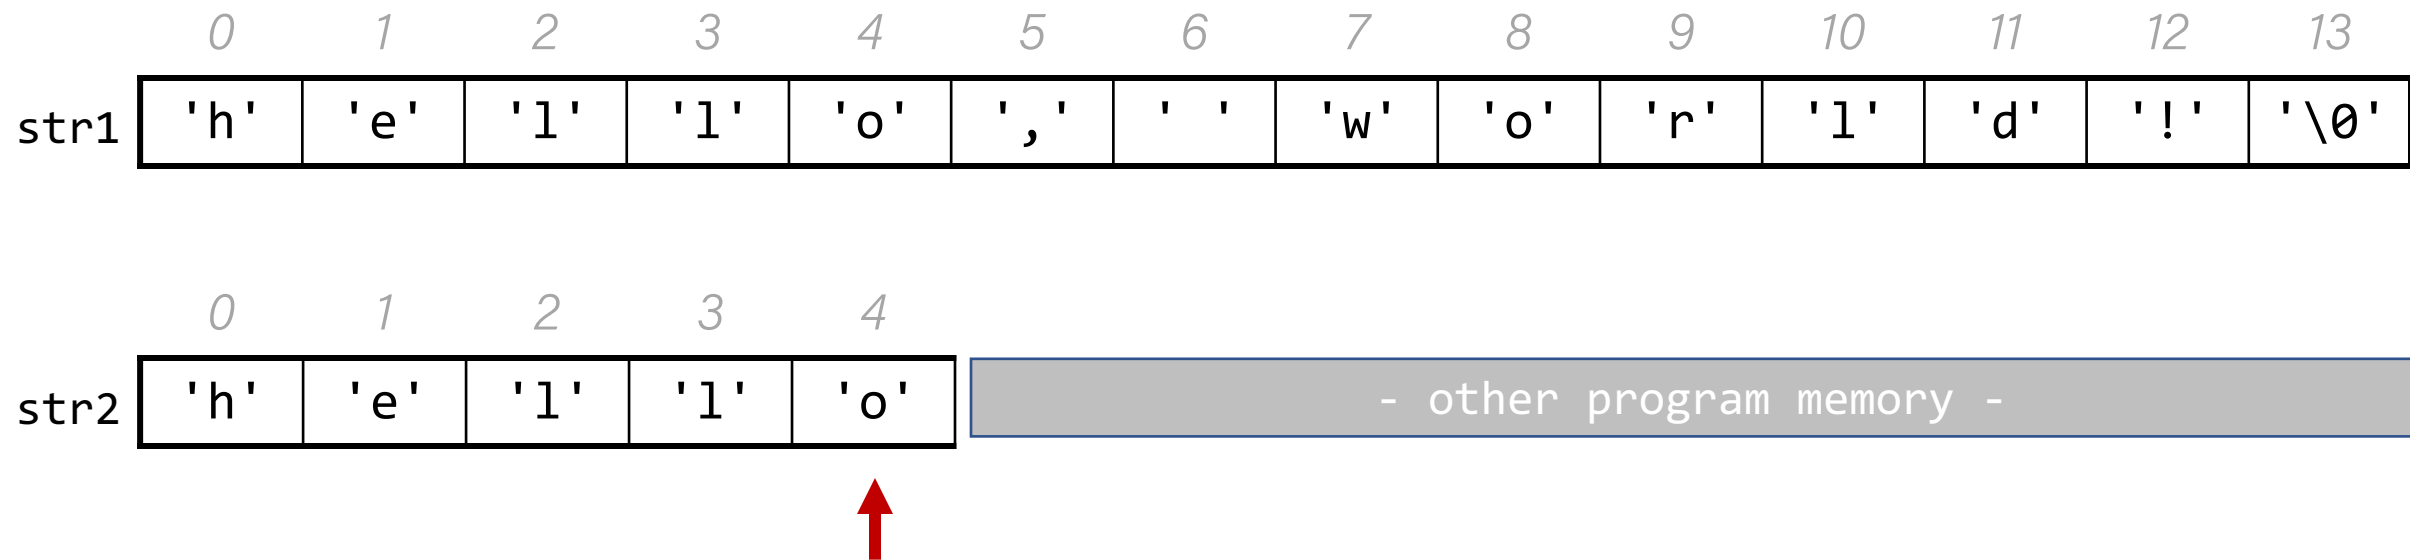 0 1 2 3 4 5 6 7 8 9 10 11 12 13
str1 'h' 'e' 'l' 'l' 'o' ',' ' ' 'w' 'o' 'r' 'l' 'd' '!' '\0'
0 1 2 3 4
str2 'h' 'e' 'l' 'l' 'o' - other program memory -